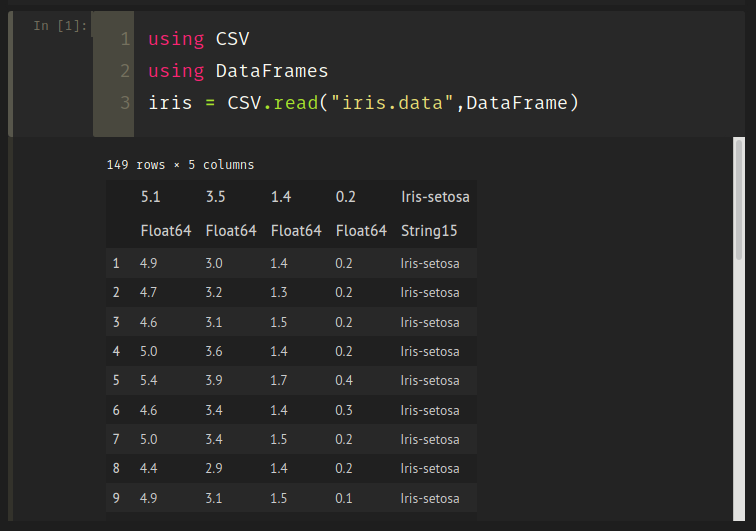 In [1]:
1 using CSV
2 using DataFrames
3 iris = CSV.read("iris.data",DataFrame)
149 rows × 5 columns
5.1 3.5 1.4 0.2 Iris-setosa
Float64 Float64 Float64 Float64 String15
1 4.9 3.0 1.4 0.2 Iris-setosa
2 4.7 3.2 1.3 0.2 Iris-setosa
3 4.6 3.1 1.5 0.2 Iris-setosa
4 5.0 3.6 1.4 0.2 Iris-setosa
5 5.4 3.9 1.7 0.4 Iris-setosa
6 4.6 3.4 1.4 0.3 Iris-setosa
7 5.0 3.4 1.5 0.2 Iris-setosa
8 4.4 2.9 1.4 0.2 Iris-setosa
9 4.9 3.1 1.5 0.1 Iris-setosa